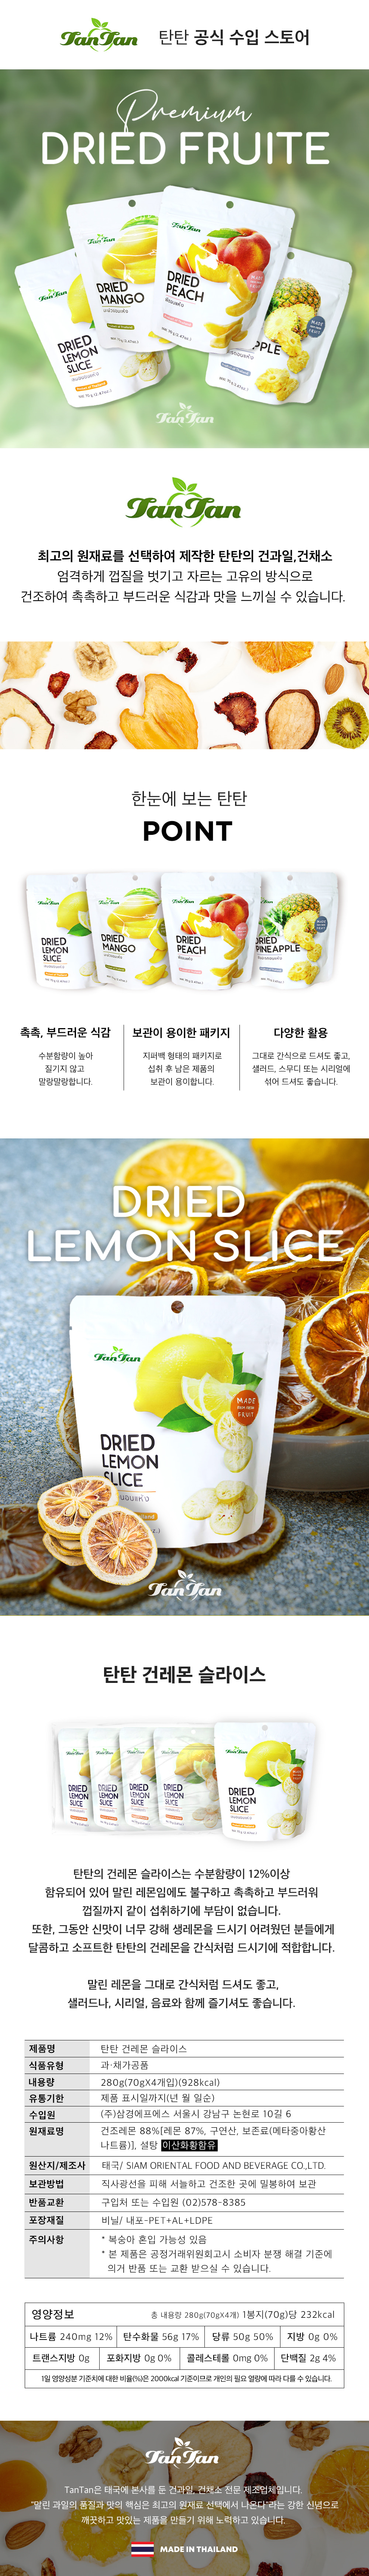 TanTan 탄탄 공식 수입 스토어
Premium
DRIED FRUITE
TanTan
DRIED
LEMON
SLICE
TanTan
DRIED
MANGO
TanTan
DRIED
PEACH
TanTan
TanTan
최고의 원재료를 선택하여 제작한 탄탄의 건과일,건채소
엄격하게 껍질을 벗기고 자르는 고유의 방식으로
건조하여 촉촉하고 부드러운 식감과 맛을 느끼실 수 있습니다.
한눈에 보는 탄탄
POINT
DRIED
LEMON
SLICE
DRIED
MANGO
DRIED
PEACH
DRIED
PINEAPPLE
촉촉, 부드러운 식감
수분함량이 높아
질기지 않고
말랑말랑합니다.
보관이 용이한 패키지
지퍼백 형태의 패키지로
섭취 후 남은 제품의
보관이 용이합니다.
다양한 활용
그대로 간식으로 드셔도 좋고,
샐러드, 스무디 또는 시리얼에
섞어 드셔도 좋습니다.
DRIED
LEMON SLICE
TanTan
MADE
FRUIT
DRIED
LEMON
SLICE
TanTan
탄탄 건레몬 슬라이스
DRIED
LEMON
SLICE
탄탄의 건레몬 슬라이스는 수분함량이 12%이상
함유되어 있어 말린 레몬임에도 불구하고 촉촉하고 부드러워
껍질까지 같이 섭취하기에 부담이 없습니다.
또한, 그동안 신맛이 너무 강해 생레몬을 드시기 어려웠던 분들에게
달콤하고 소프트한 탄탄의 건레몬을 간식처럼 드시기에 적합합니다.
말린 레몬을 그대로 간식처럼 드셔도 좋고,
샐러드나, 시리얼, 음료와 함께 즐기셔도 좋습니다.
제품명 탄탄 건레몬 슬라이스
식품유형 과·채가공품
내용량 280g(70gX4개입)(928kcal)
유통기한 제품 표시일까지(년 월 일순)
수입원 (주)삼경에프에스 서울시 강남구 논현로 10길 6
원재료명 건조레몬 88%[레몬 87%, 구연산, 보존료(메타중아황산
나트륨)], 설탕 이산화황함유
원산지/제조사 태국/ SIAM ORIENTAL FOOD AND BEVERAGE CO.,LTD.
보관방법 직사광선을 피해 서늘하고 건조한 곳에 밀봉하여 보관
반품교환 구입처 또는 수입원 (02)578-8385
포장재질 비닐/ 내포-PET+AL+LDPE
주의사항 * 복숭아 혼입 가능성 있음
* 본 제품은 공정거래위원회고시 소비자 분쟁 해결 기준에
의거 반품 또는 교환 받으실 수 있습니다.
영양정보 총 내용량 280g(70gX4개) 1봉지(70g)당 232kcal
나트륨 240mg 12% 탄수화물 56g 17% 당류 50g 50% 지방 0g 0%
트랜스지방 0g 포화지방 0g 0% 콜레스테롤 0mg 0% 단백질 2g 4%
1일 영양성분 기준치에 대한 비율(%)은 2000kcal 기준이므로 개인의 필요 열량에 따라 다를 수 있습니다.
TanTan
TanTan은 태국에 본사를 둔 건과일, 건채소 전문 제조업체입니다.
"말린 과일의 품질과 맛의 핵심은 최고의 원재료 선택에서 나온다"라는 강한 신념으로
깨끗하고 맛있는 제품을 만들기 위해 노력하고 있습니다.
MADE IN THAILAND